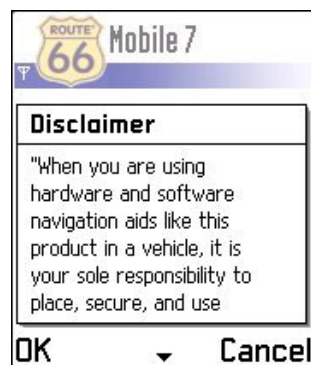 ROUTE
66
Mobile 7
Disclaimer
"When you are using
hardware and software
navigation aids like this
product in a vehicle, it is
your sole responsibility to
place, secure, and use
OK
Cancel